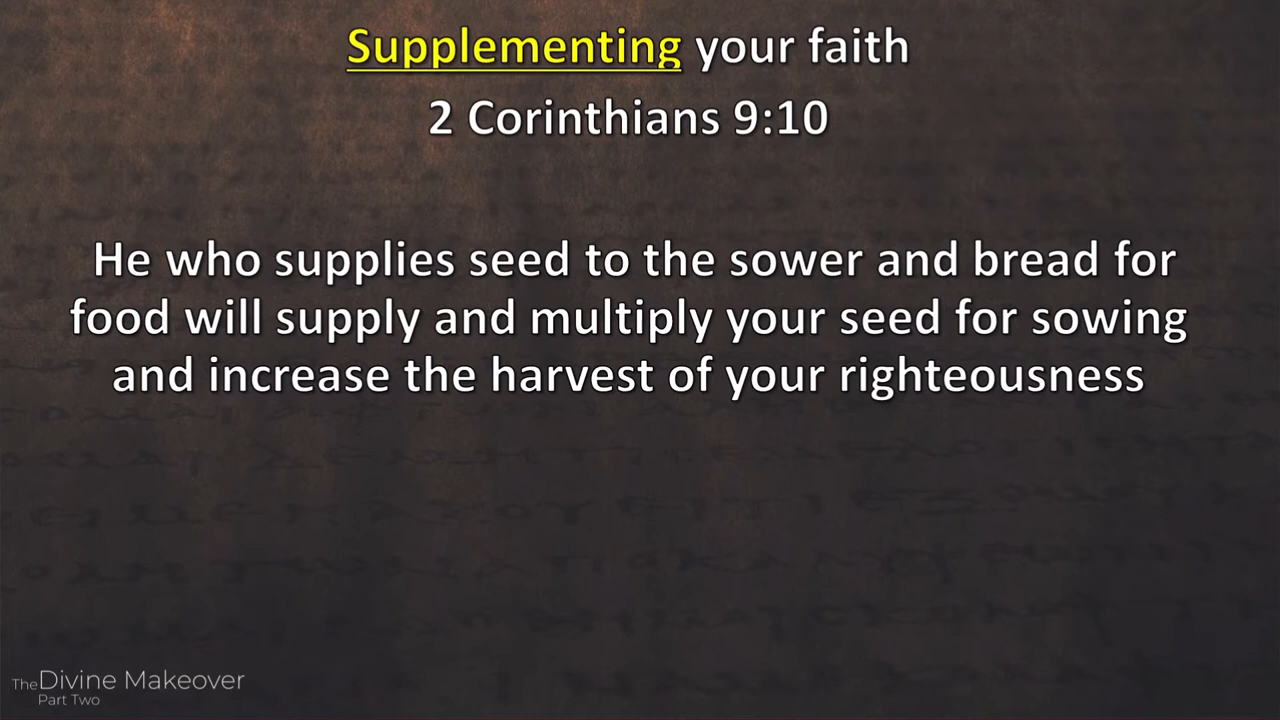 Supplementing your faith
2 Corinthians 9:10
He who supplies seed to the sower and bread for
food will supply and multiply your seed for sowing
and increase the harvest of your righteousness
The Divine Makeover
Part Two